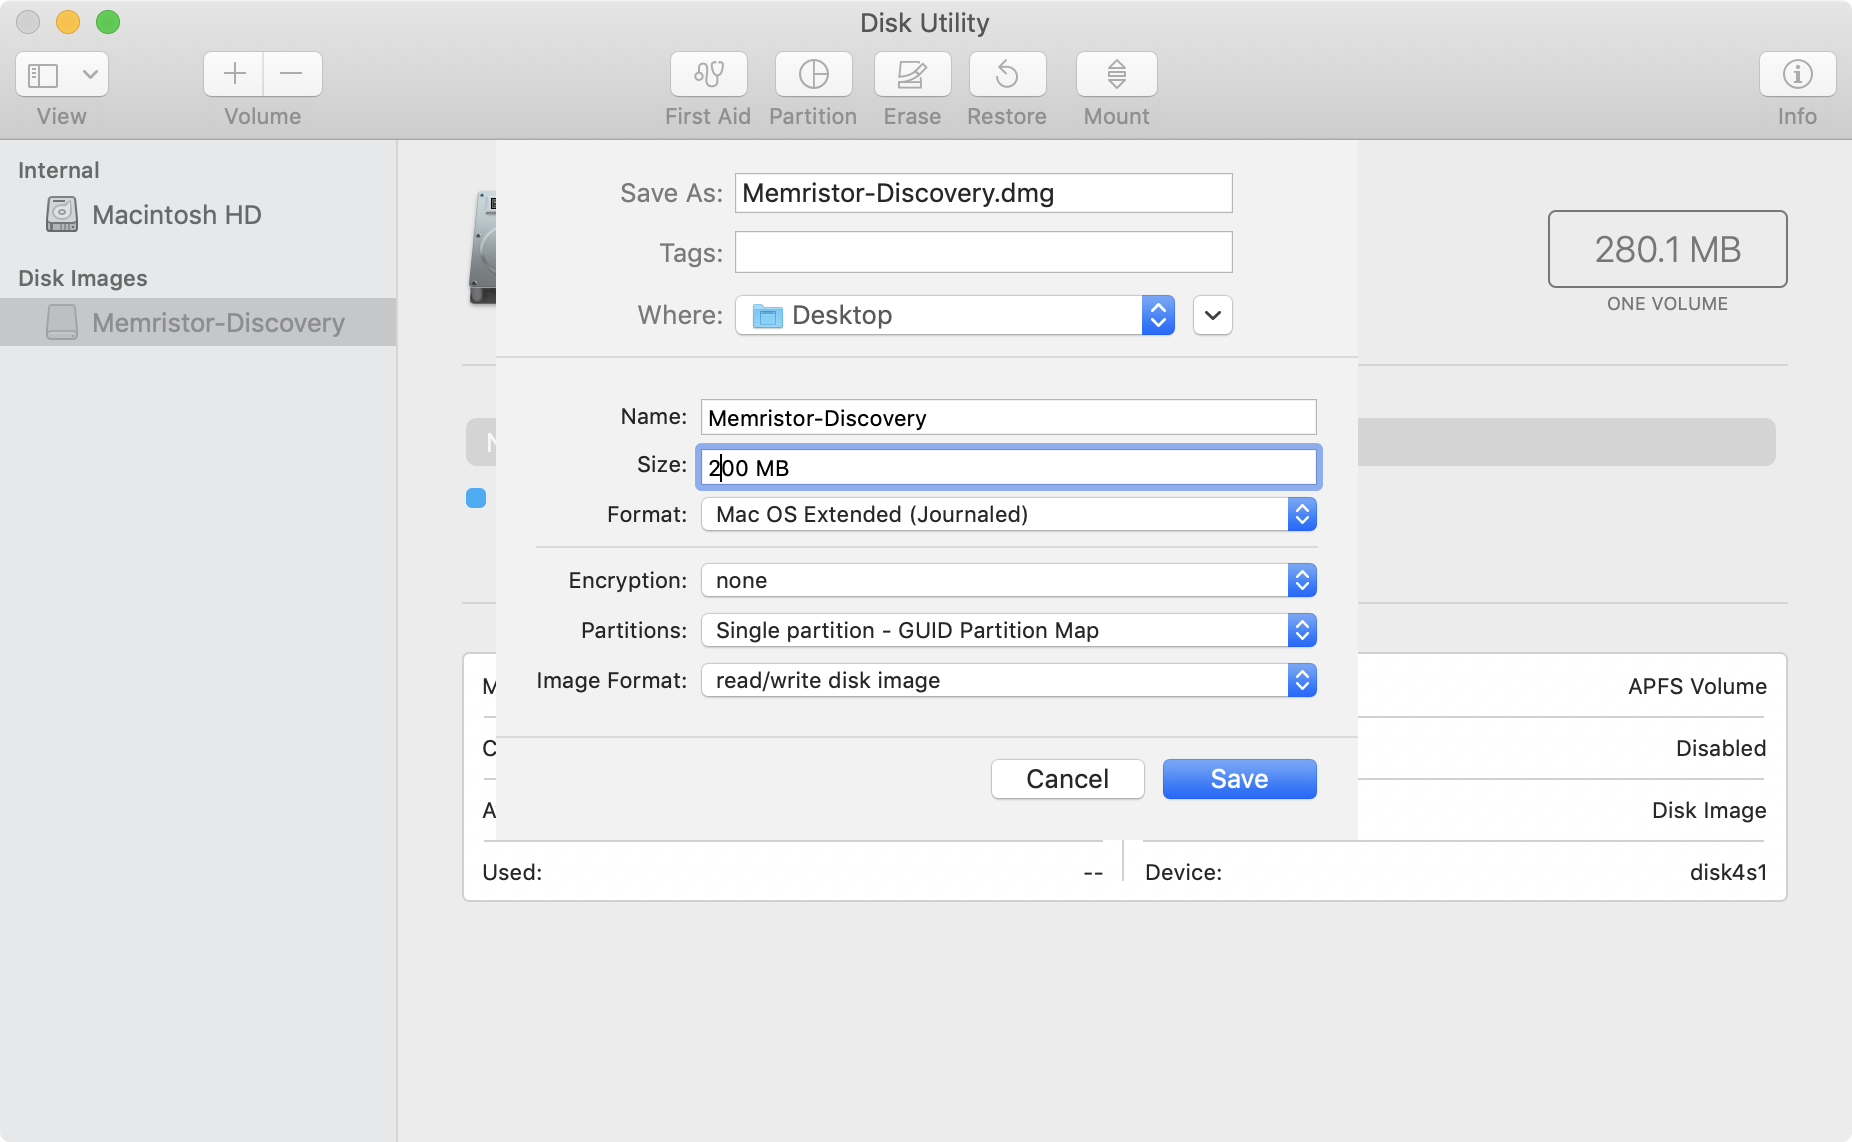 Disk Utility
View
Volume
First Aid
Partition
Erase
Restore
Mount
Info
Internal
Macintosh HD
Disk Images
Memristor-Discovery
Save As: Memristor-Discovery.dmg
Tags:
Where: Desktop
280.1 MB
ONE VOLUME
Name: Memristor-Discovery
Size: 200 MB
Format: Mac OS Extended (Journaled)
Encryption: none
Partitions: Single partition - GUID Partition Map
Image Format: read/write disk image
Cancel
Save
APFS Volume
Disabled
Disk Image
Used: --
Device: disk4s1